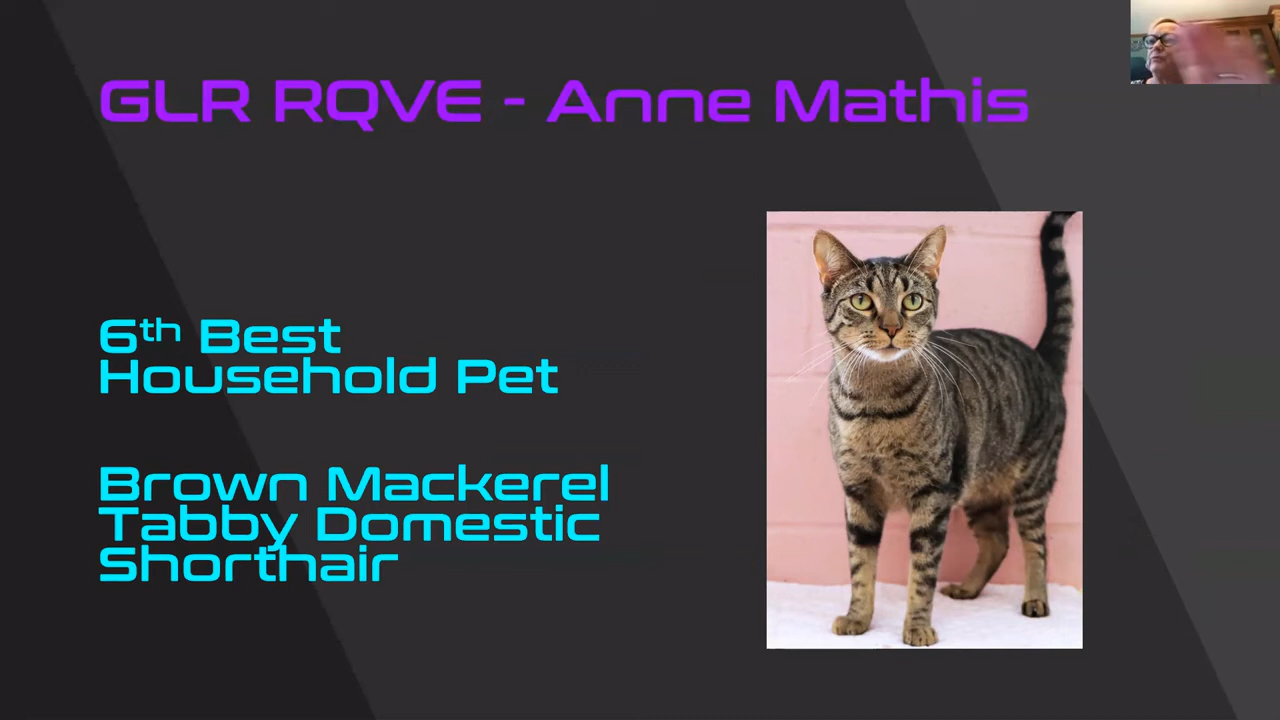 GLR RQVE - Anne Mathis
6th Best
Household Pet
Brown Mackerel
Tabby Domestic
Shorthair